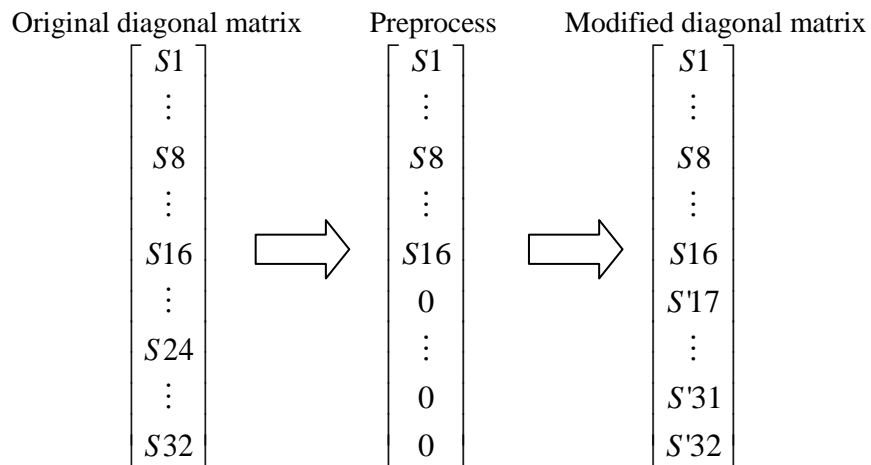 Original diagonal matrix Preprocess Modified diagonal matrix
S1 S1 S1
⋮ ⋮ ⋮
S8 S8 S8
⋮ ⋮ ⋮
S16 S16 S16
⋮ 0 S'17
S24 ⋮ ⋮
⋮ 0 S'31
S32 0 S'32